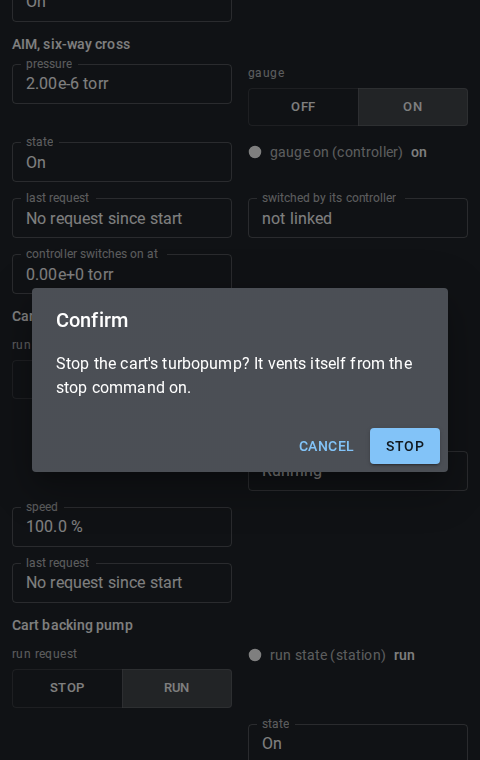 On
AIM, six-way cross
pressure
2.00e-6 torr
gauge
OFF
ON
state
On
gauge on (controller) on
last request
No request since start
switched by its controller
not linked
controller switches on at
0.00e+0 torr
Confirm
Stop the cart's turbopump? It vents itself from the
stop command on.
CANCEL
STOP
Running
speed
100.0 %
last request
No request since start
Cart backing pump
run request
STOP
RUN
run state (station) run
state
On